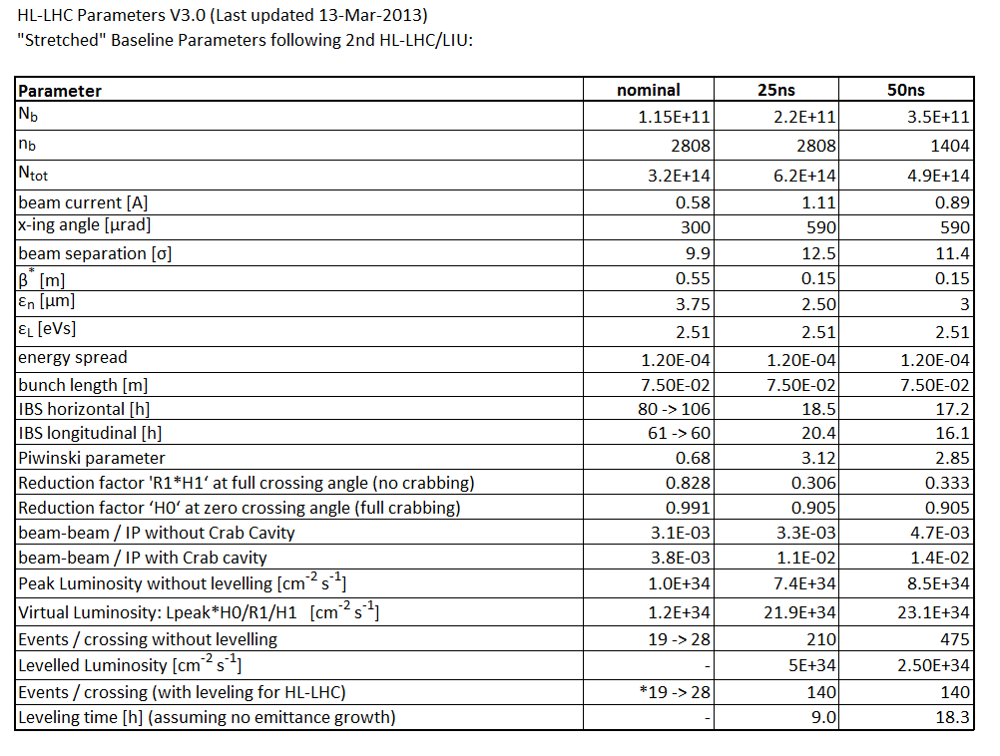 HL-LHC Parameters V3.0 (Last updated 13-Mar-2013)
"Stretched" Baseline Parameters following 2nd HL-LHC/LIU:
Parameter nominal 25ns 50ns
Nb 1.15E+11 2.2E+11 3.5E+11
nb 2808 2808 1404
Ntot 3.2E+14 6.2E+14 4.9E+14
beam current [A] 0.58 1.11 0.89
x-ing angle [µrad] 300 590 590
beam separation [σ] 9.9 12.5 11.4
β* [m] 0.55 0.15 0.15
εn [µm] 3.75 2.50 3
εL [eVs] 2.51 2.51 2.51
energy spread 1.20E-04 1.20E-04 1.20E-04
bunch length [m] 7.50E-02 7.50E-02 7.50E-02
IBS horizontal [h] 80 -> 106 18.5 17.2
IBS longitudinal [h] 61 -> 60 20.4 16.1
Piwinski parameter 0.68 3.12 2.85
Reduction factor 'R1*H1‘ at full crossing angle (no crabbing) 0.828 0.306 0.333
Reduction factor ‘H0‘ at zero crossing angle (full crabbing) 0.991 0.905 0.905
beam-beam / IP without Crab Cavity 3.1E-03 3.3E-03 4.7E-03
beam-beam / IP with Crab cavity 3.8E-03 1.1E-02 1.4E-02
Peak Luminosity without levelling [cm⁻² s⁻¹] 1.0E+34 7.4E+34 8.5E+34
Virtual Luminosity: Lpeak*H0/R1/H1 [cm⁻² s⁻¹] 1.2E+34 21.9E+34 23.1E+34
Events / crossing without levelling 19 -> 28 210 475
Levelled Luminosity [cm⁻² s⁻¹] - 5E+34 2.50E+34
Events / crossing (with leveling for HL-LHC) *19 -> 28 140 140
Leveling time [h] (assuming no emittance growth) - 9.0 18.3